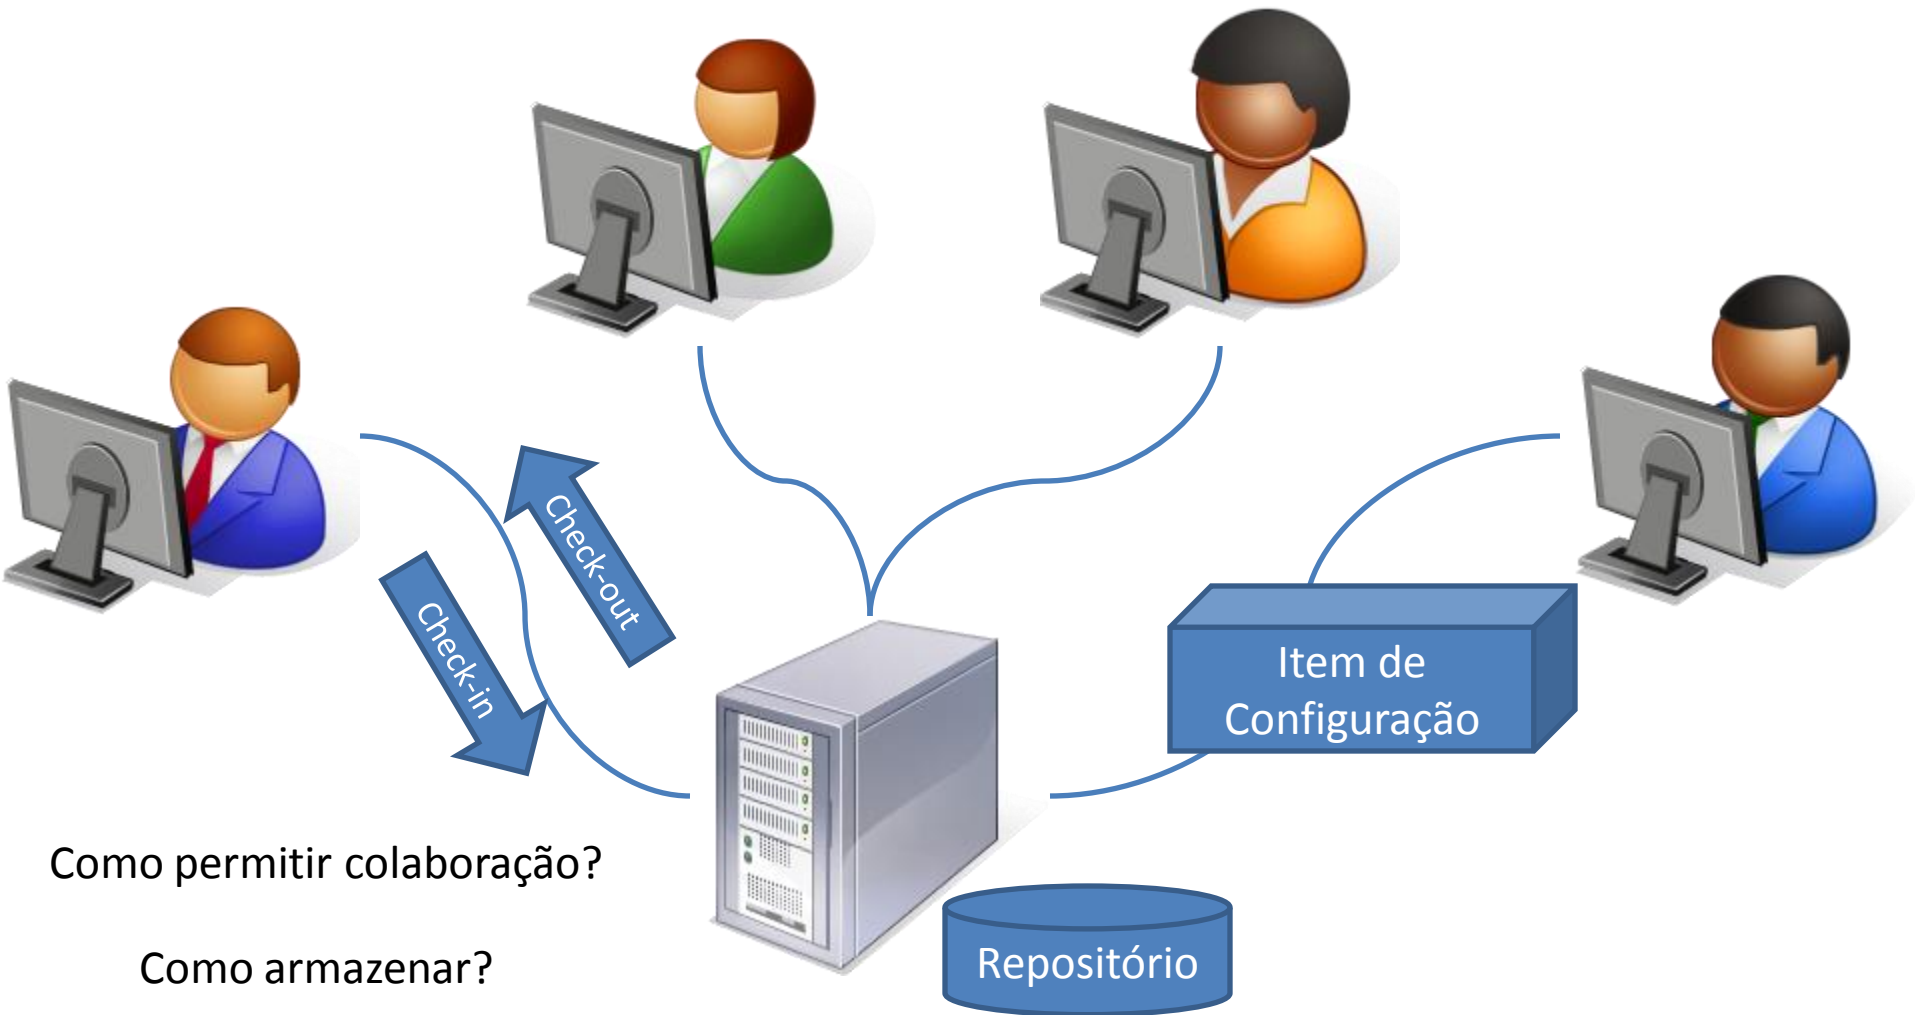 Check-out
Check-in
Item de
Configuração
Como permitir colaboração?
Como armazenar?
Repositório